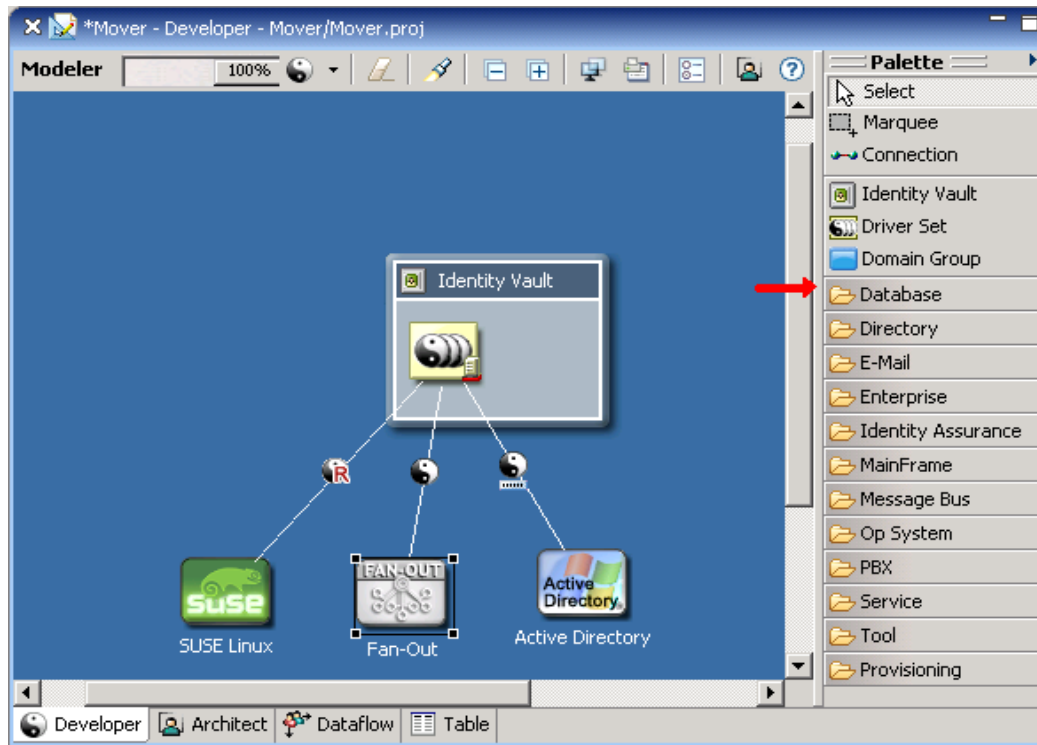 *Mover - Developer - Mover/Mover.proj
Modeler
100%
Palette
Select
Marquee
Connection
Identity Vault
Driver Set
Domain Group
Database
Directory
E-Mail
Enterprise
Identity Assurance
MainFrame
Message Bus
Op System
PBX
Service
Tool
Provisioning
Identity Vault
R
SUSE
SUSE Linux
FAN-OUT
Fan-Out
Active
Directory
Active Directory
Developer
Architect
Dataflow
Table